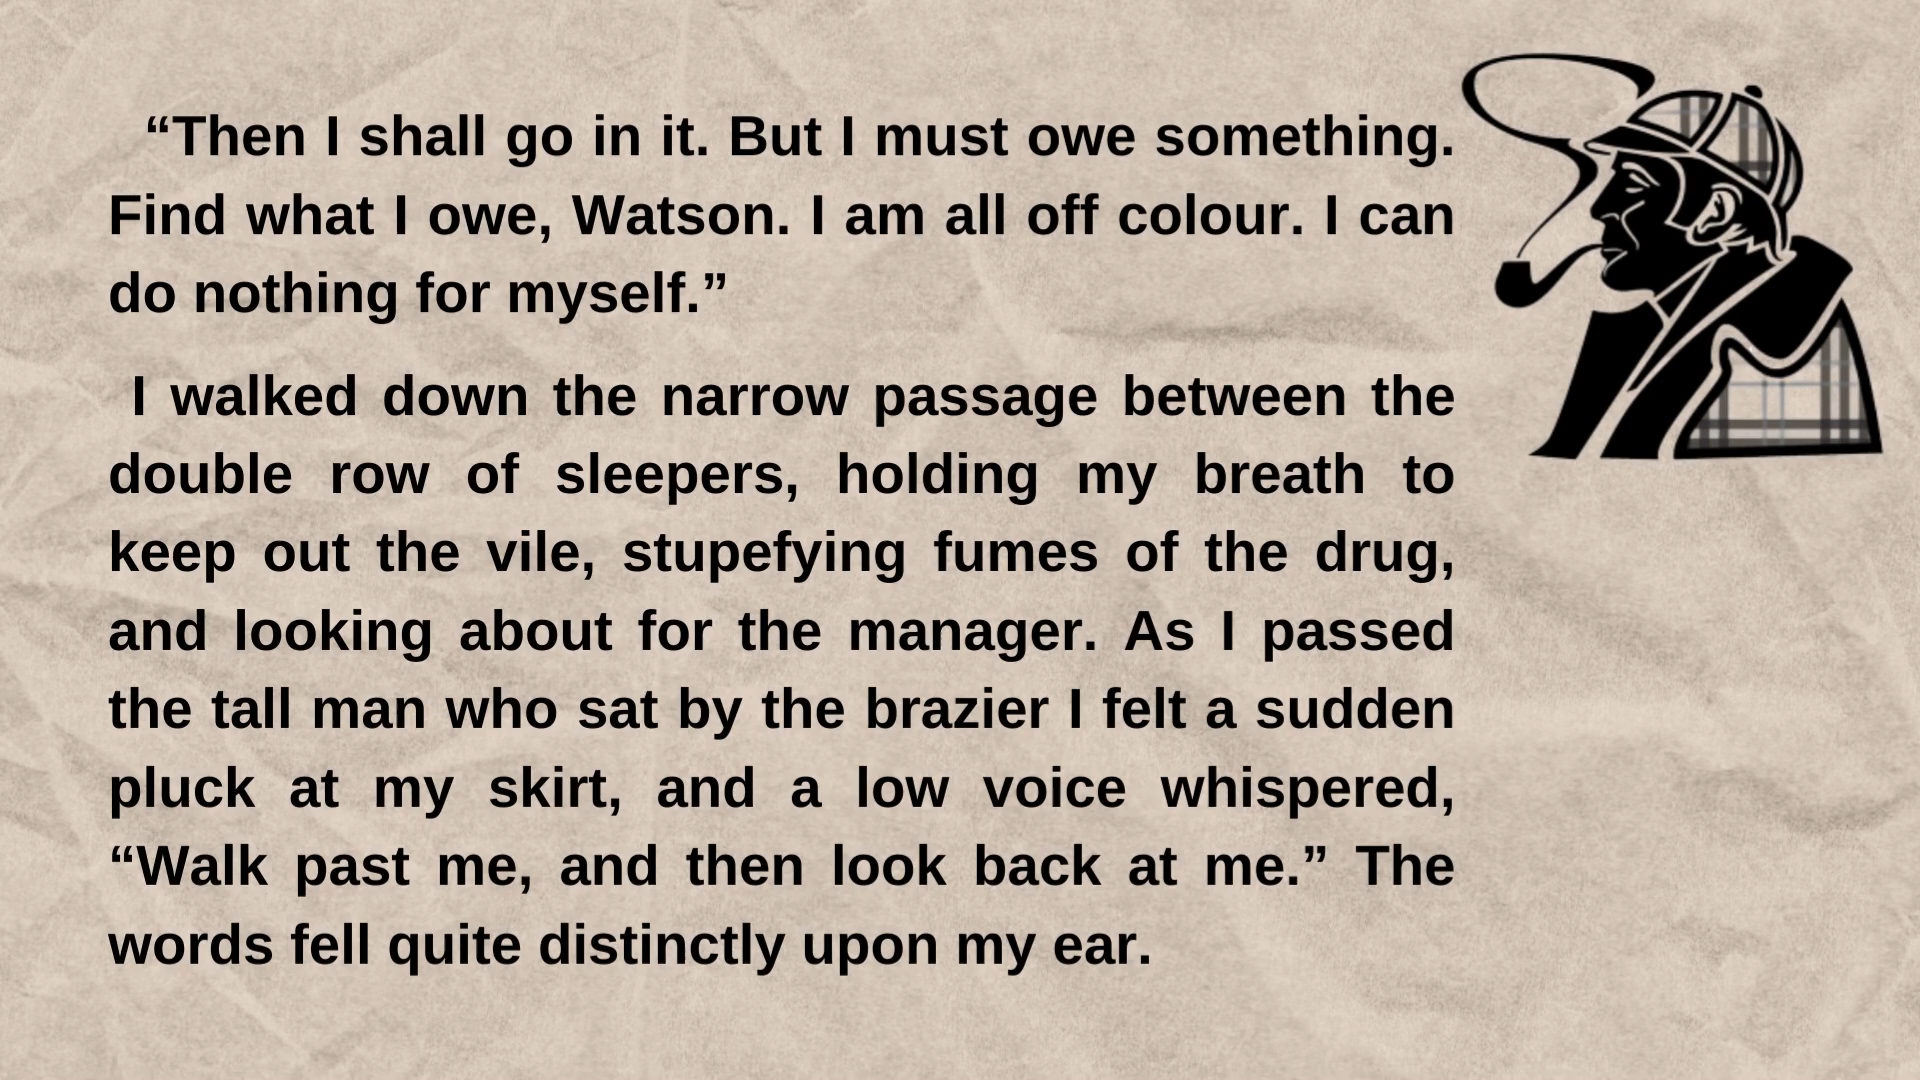 “Then I shall go in it. But I must owe something.
Find what I owe, Watson. I am all off colour. I can
do nothing for myself.”
I walked down the narrow passage between the
double row of sleepers, holding my breath to
keep out the vile, stupefying fumes of the drug,
and looking about for the manager. As I passed
the tall man who sat by the brazier I felt a sudden
pluck at my skirt, and a low voice whispered,
“Walk past me, and then look back at me.” The
words fell quite distinctly upon my ear.